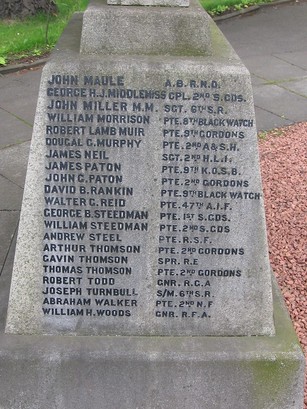 JOHN MAULE A.B. R.N.D.
GEORGE H.J. MIDDLEMISS CPL. 2ND S. GDS.
JOHN MILLER M.M. SGT. 6TH S.R.
WILLIAM MORRISON PTE. 8TH BLACK WATCH
ROBERT LAMB MUIR PTE. 9TH GORDONS
DOUGAL G. MURPHY PTE. 2ND A & S.H.
JAMES NEIL SGT. 2ND H.L.I.
JAMES PATON PTE. 9TH K.O.S.B.
JOHN C. PATON PTE. 2ND GORDONS
DAVID B. RANKIN PTE. 9TH BLACK WATCH
WALTER G. REID PTE. 47TH A.I.F.
GEORGE B. STEEDMAN PTE. 1ST S. GDS.
WILLIAM STEEDMAN PTE. 2ND S. GDS
ANDREW STEEL PTE. R.S.F.
ARTHUR THOMSON PTE. 2ND GORDONS
GAVIN THOMSON SPR. R.E
THOMAS THOMSON PTE. 2ND GORDONS
ROBERT TODD GNR. R.G.A
JOSEPH TURNBULL S/M. 6TH S.R.
ABRAHAM WALKER PTE. 2ND N.F
WILLIAM H. WOODS GNR. R.F.A.